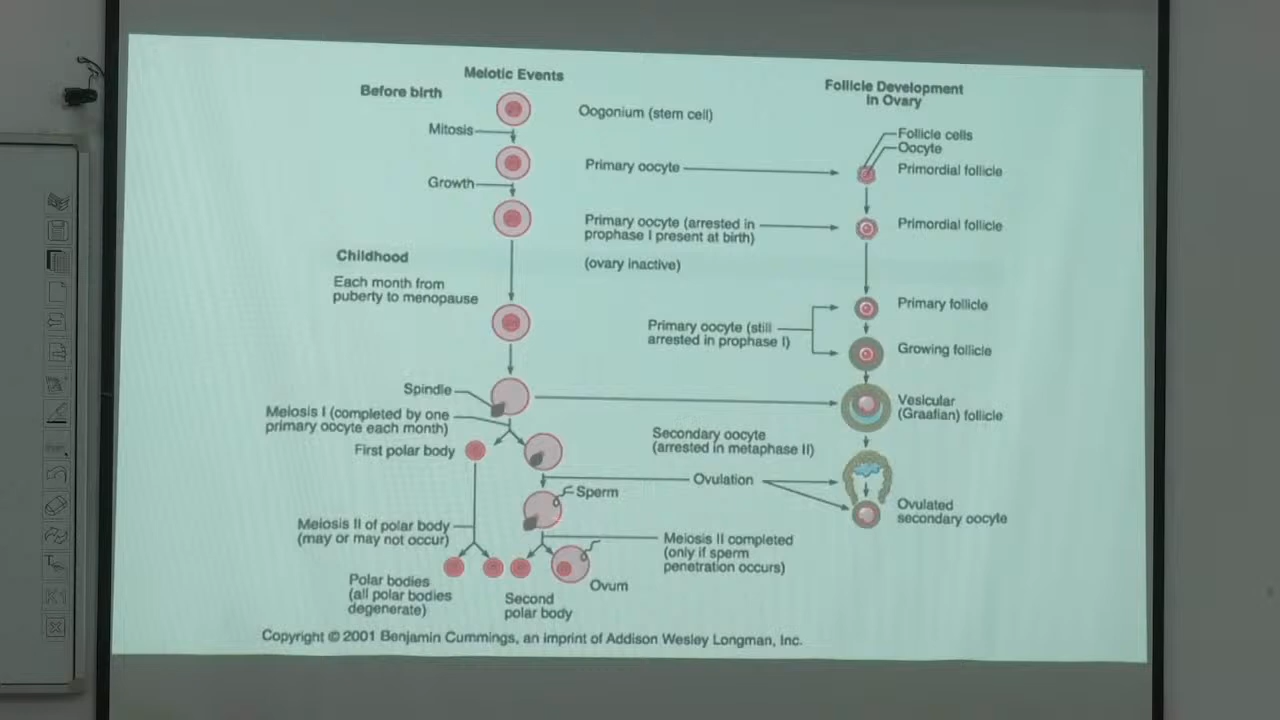 Meiotic Events
Follicle Development
in Ovary
Before birth
Oogonium (stem cell)
Mitosis
Follicle cells
Oocyte
Primary oocyte
Primordial follicle
Growth
Primary oocyte (arrested in
prophase I present at birth)
Primordial follicle
(ovary inactive)
Childhood
Each month from
puberty to menopause
Primary follicle
Primary oocyte (still
arrested in prophase I)
Growing follicle
Spindle
Vesicular
(Graafian) follicle
Meiosis I (completed by one
primary oocyte each month)
Secondary oocyte
(arrested in metaphase II)
First polar body
Ovulation
Sperm
Ovulated
secondary oocyte
Meiosis II of polar body
(may or may not occur)
Meiosis II completed
(only if sperm
penetration occurs)
Polar bodies
(all polar bodies
degenerate)
Ovum
Second
polar body
Copyright © 2001 Benjamin Cummings, an imprint of Addison Wesley Longman, Inc.